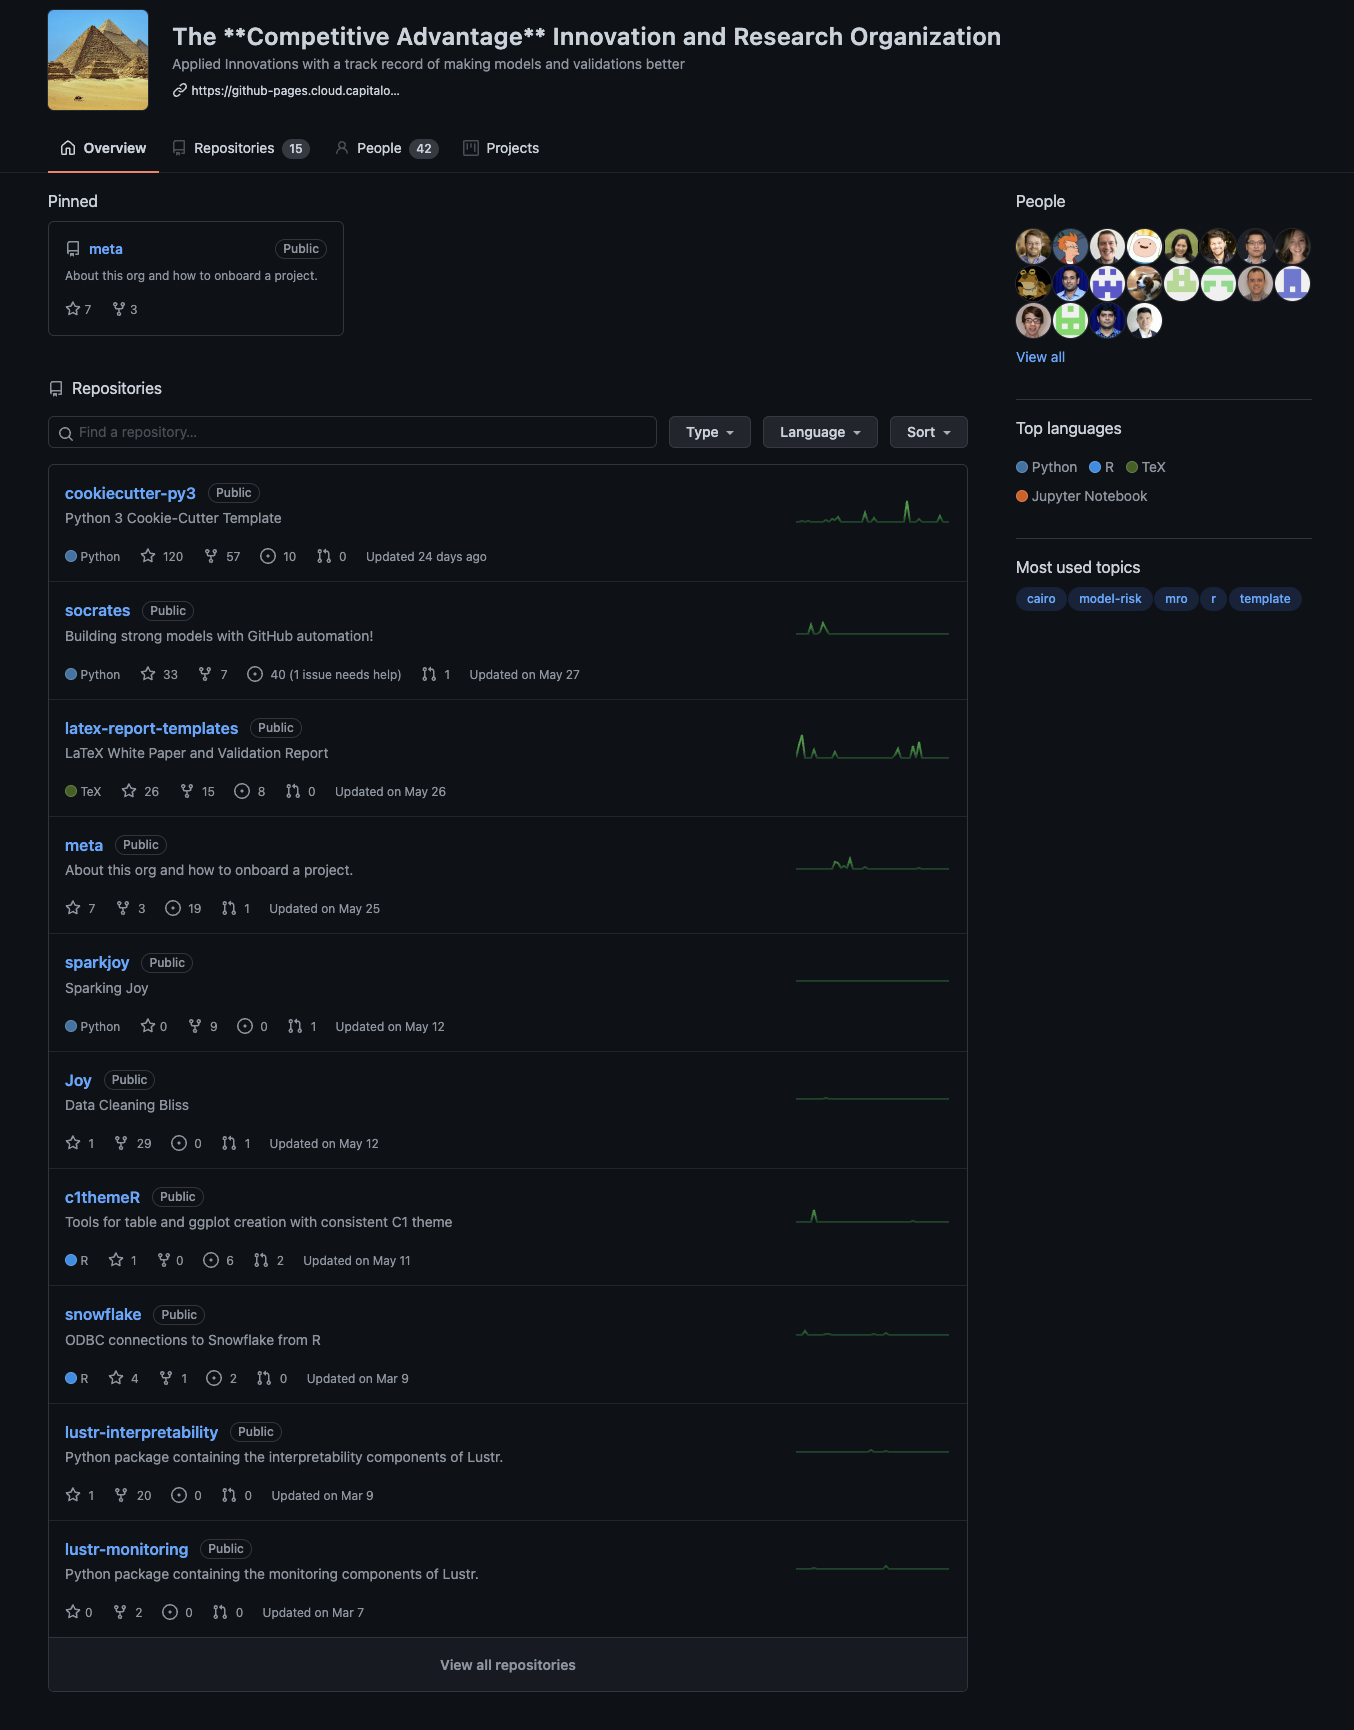 The **Competitive Advantage** Innovation and Research Organization
Applied Innovations with a track record of making models and validations better
https://github-pages.cloud.capitalo...
Overview
Repositories 15
People 42
Projects
Pinned
meta Public
About this org and how to onboard a project.
7 3
Repositories
Find a repository...
Type
Language
Sort
cookiecutter-py3 Public
Python 3 Cookie-Cutter Template
Python 120 57 10 0 Updated 24 days ago
socrates Public
Building strong models with GitHub automation!
Python 33 7 40 (1 issue needs help) 1 Updated on May 27
latex-report-templates Public
LaTeX White Paper and Validation Report
TeX 26 15 8 0 Updated on May 26
meta Public
About this org and how to onboard a project.
7 3 19 1 Updated on May 25
sparkjoy Public
Sparking Joy
Python 0 9 0 1 Updated on May 12
Joy Public
Data Cleaning Bliss
1 29 0 1 Updated on May 12
c1themeR Public
Tools for table and ggplot creation with consistent C1 theme
R 1 0 6 2 Updated on May 11
snowflake Public
ODBC connections to Snowflake from R
R 4 1 2 0 Updated on Mar 9
lustr-interpretability Public
Python package containing the interpretability components of Lustr.
1 20 0 0 Updated on Mar 9
lustr-monitoring Public
Python package containing the monitoring components of Lustr.
0 2 0 0 Updated on Mar 7
View all repositories
People
View all
Top languages
Python R TeX
Jupyter Notebook
Most used topics
cairo model-risk mro r template